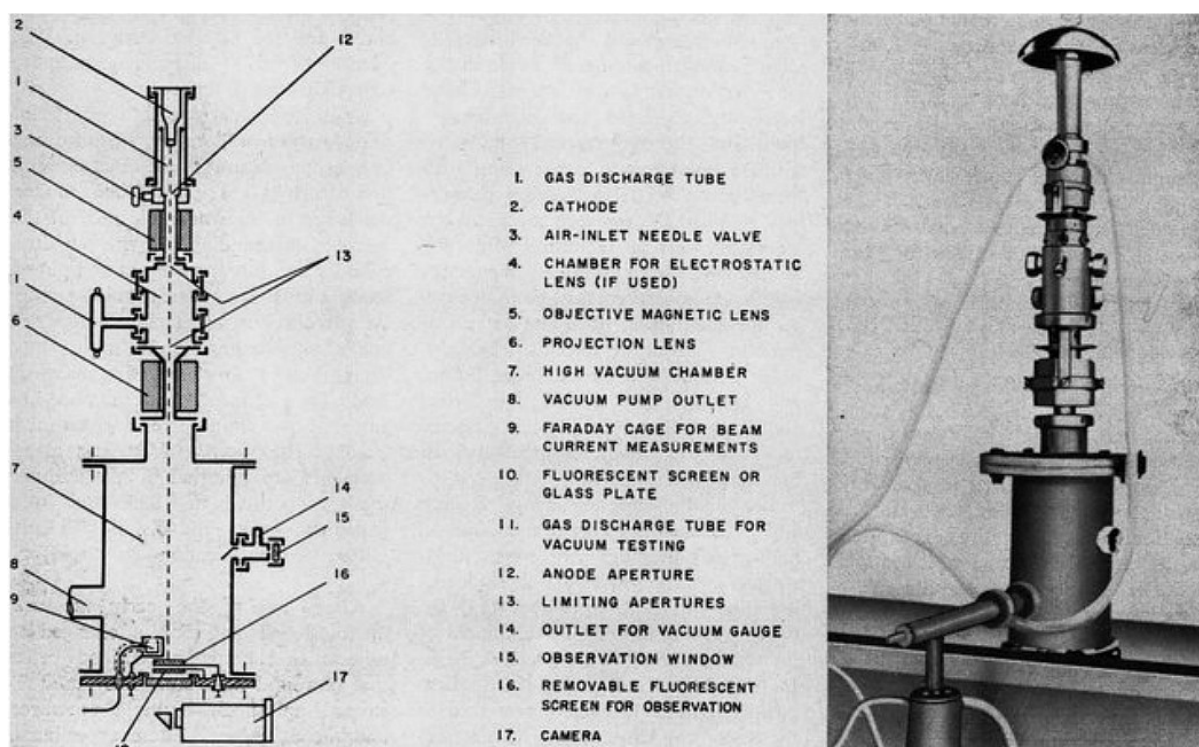 2
12
1
3
5
4
13
1
6
7
14
15
8
16
9
17
1. GAS DISCHARGE TUBE
2. CATHODE
3. AIR-INLET NEEDLE VALVE
4. CHAMBER FOR ELECTROSTATIC
LENS (IF USED)
5. OBJECTIVE MAGNETIC LENS
6. PROJECTION LENS
7. HIGH VACUUM CHAMBER
8. VACUUM PUMP OUTLET
9. FARADAY CAGE FOR BEAM
CURRENT MEASUREMENTS
10. FLUORESCENT SCREEN OR
GLASS PLATE
11. GAS DISCHARGE TUBE FOR
VACUUM TESTING
12. ANODE APERTURE
13. LIMITING APERTURES
14. OUTLET FOR VACUUM GAUGE
15. OBSERVATION WINDOW
16. REMOVABLE FLUORESCENT
SCREEN FOR OBSERVATION
17. CAMERA